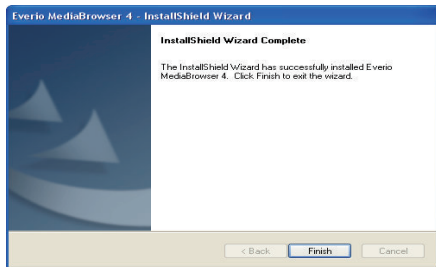 Everio MediaBrowser 4 - InstallShield Wizard
InstallShield Wizard Complete
The InstallShield Wizard has successfully installed Everio
MediaBrowser 4. Click Finish to exit the wizard.
< Back Finish Cancel